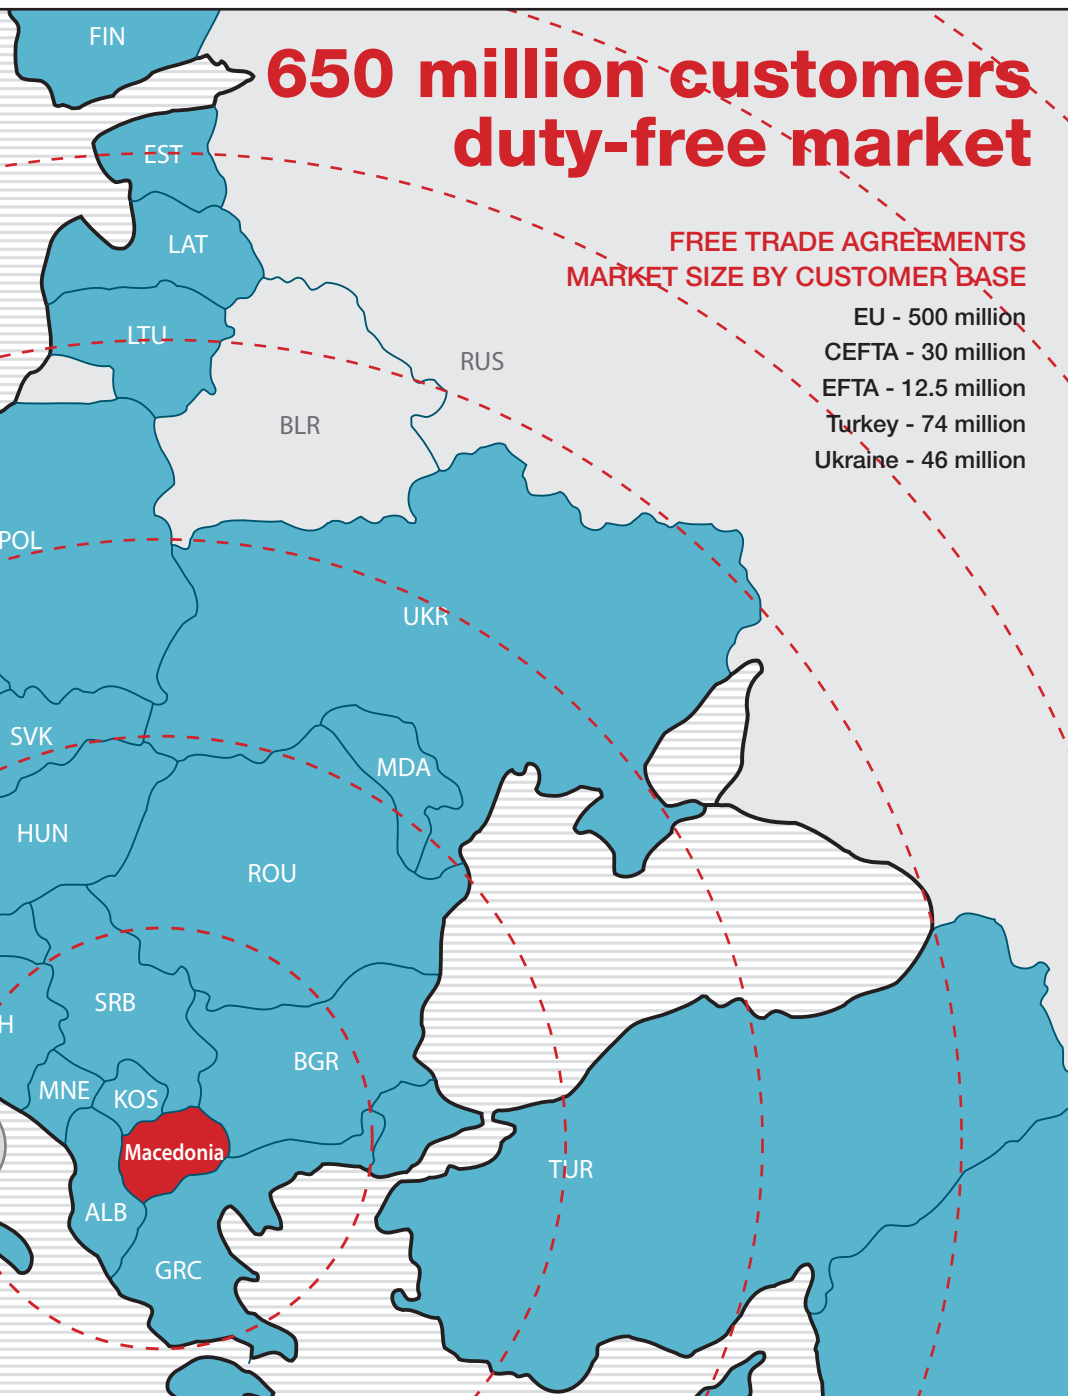 650 million customers
duty-free market
FREE TRADE AGREEMENTS
MARKET SIZE BY CUSTOMER BASE
EU - 500 million
CEFTA - 30 million
EFTA - 12.5 million
Turkey - 74 million
Ukraine - 46 million
FIN
EST
LAT
LTU
RUS
BLR
POL
UKR
SVK
MDA
HUN
ROU
SRB
H
BGR
MNE
KOS
Macedonia
TUR
ALB
GRC